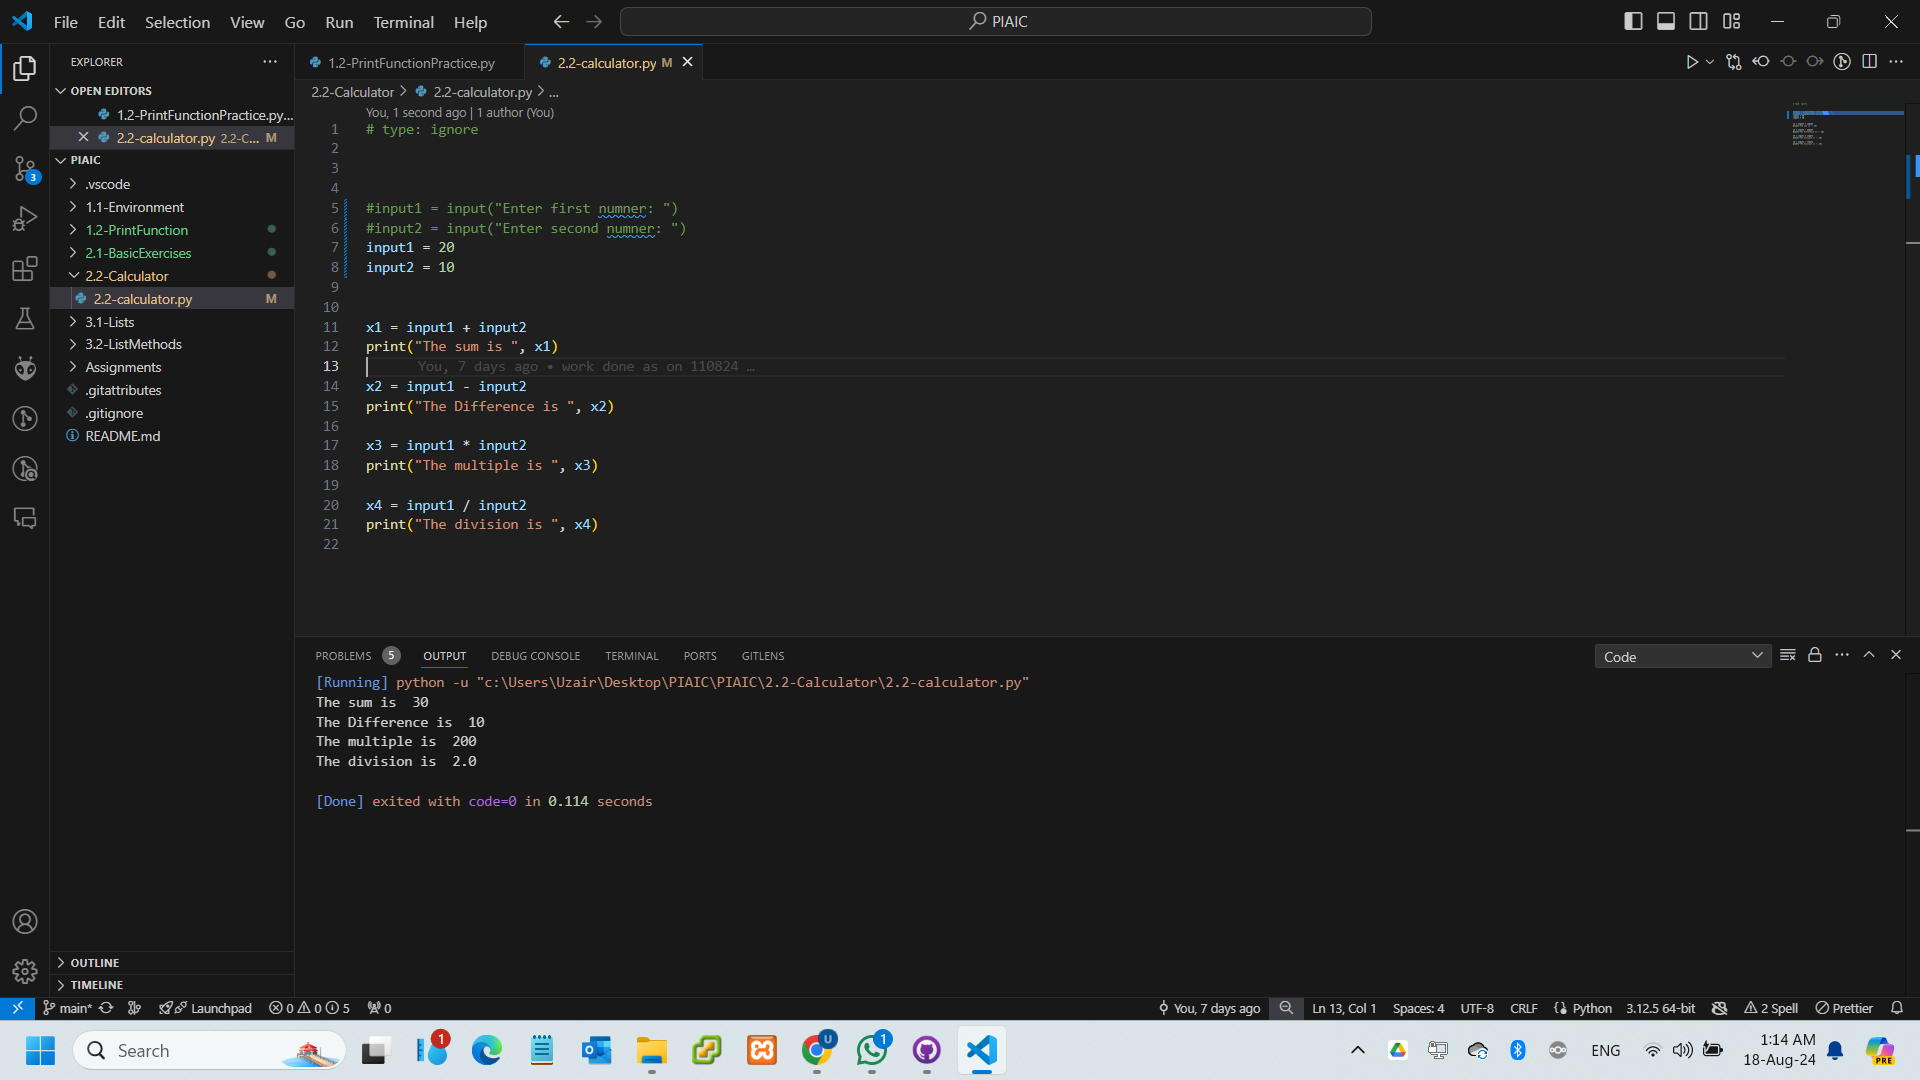 File Edit Selection View Go Run Terminal Help
PIAIC
EXPLORER
OPEN EDITORS
1.2-PrintFunctionPractice.py...
2.2-calculator.py 2.2-C... M
PIAIC
.vscode
1.1-Environment
1.2-PrintFunction
2.1-BasicExercises
2.2-Calculator
2.2-calculator.py M
3.1-Lists
3.2-ListMethods
Assignments
.gitattributes
.gitignore
README.md
OUTLINE
TIMELINE
3
1.2-PrintFunctionPractice.py
2.2-calculator.py M
2.2-Calculator > 2.2-calculator.py > ...
You, 1 second ago | 1 author (You)
1 # type: ignore
2
3
4
5 #input1 = input("Enter first numner: ")
6 #input2 = input("Enter second numner: ")
7 input1 = 20
8 input2 = 10
9
10
11 x1 = input1 + input2
12 print("The sum is ", x1)
13 You, 7 days ago • work done as on 110824 …
14 x2 = input1 - input2
15 print("The Difference is ", x2)
16
17 x3 = input1 * input2
18 print("The multiple is ", x3)
19
20 x4 = input1 / input2
21 print("The division is ", x4)
22
PROBLEMS 5 OUTPUT DEBUG CONSOLE TERMINAL PORTS GITLENS
Code
[Running] python -u "c:\Users\Uzair\Desktop\PIAIC\PIAIC\2.2-Calculator\2.2-calculator.py"
The sum is  30
The Difference is  10
The multiple is  200
The division is  2.0
[Done] exited with code=0 in 0.114 seconds
main* Launchpad 0 0 5 0 You, 7 days ago Ln 13, Col 1 Spaces: 4 UTF-8 CRLF Python 3.12.5 64-bit 2 Spell Prettier
Search 1 U 1 ENG 1:14 AM
18-Aug-24 PRE